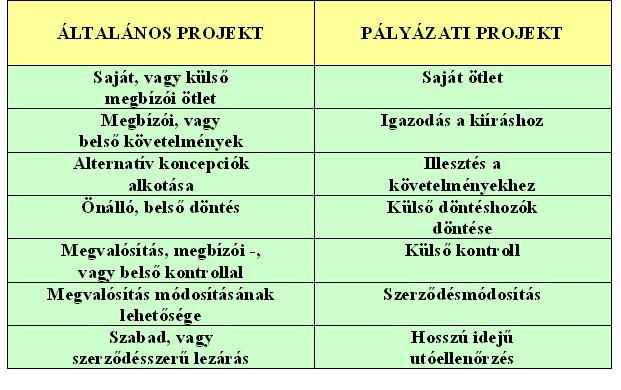 ÁLTALÁNOS PROJEKT
PÁLYÁZATI PROJEKT
Saját, vagy külső
megbízói ötlet
Saját ötlet
Megbízói, vagy
belső követelmények
Igazodás a kiíráshoz
Alternatív koncepciók
alkotása
Illesztés a
követelményekhez
Önálló, belső döntés
Külső döntéshozók
döntése
Megvalósítás, megbízói -,
vagy belső kontrollal
Külső kontroll
Megvalósítás módosításának
lehetősége
Szerződésmódosítás
Szabad, vagy
szerződésszerű lezárás
Hosszú idejű
utóellenőrzés